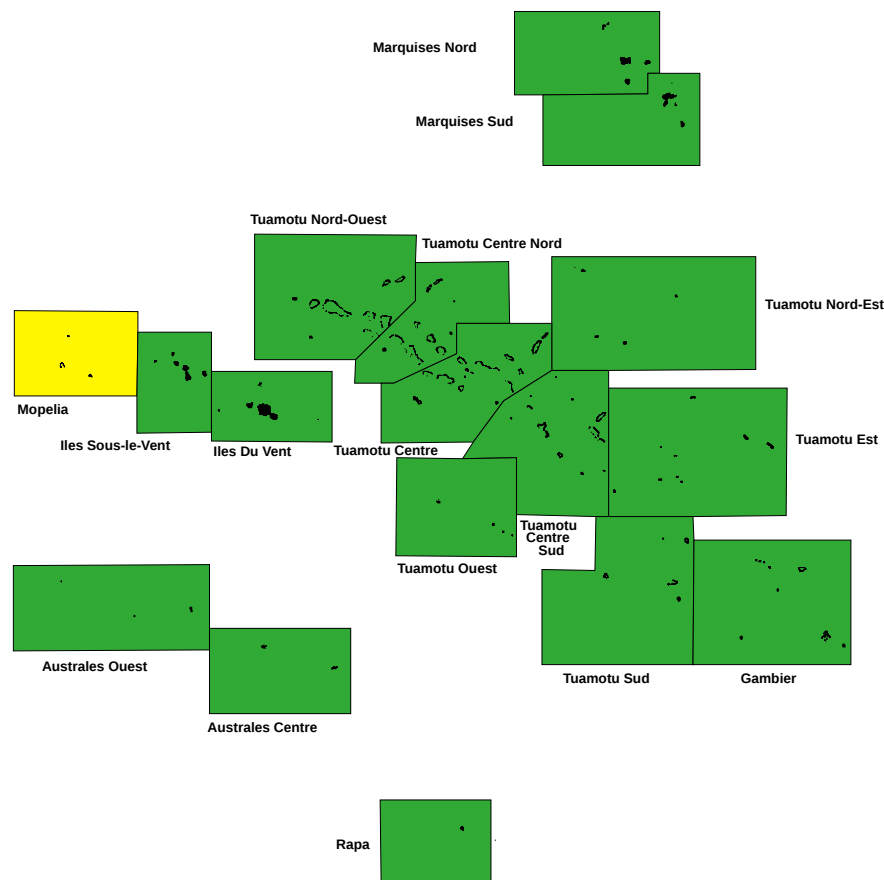 Marquises Nord
Marquises Sud
Tuamotu Nord-Ouest
Tuamotu Centre Nord
Tuamotu Nord-Est
Mopelia
Iles Sous-le-Vent
Iles Du Vent
Tuamotu Centre
Tuamotu Est
Tuamotu
Centre
Sud
Tuamotu Ouest
Australes Ouest
Tuamotu Sud
Gambier
Australes Centre
Rapa